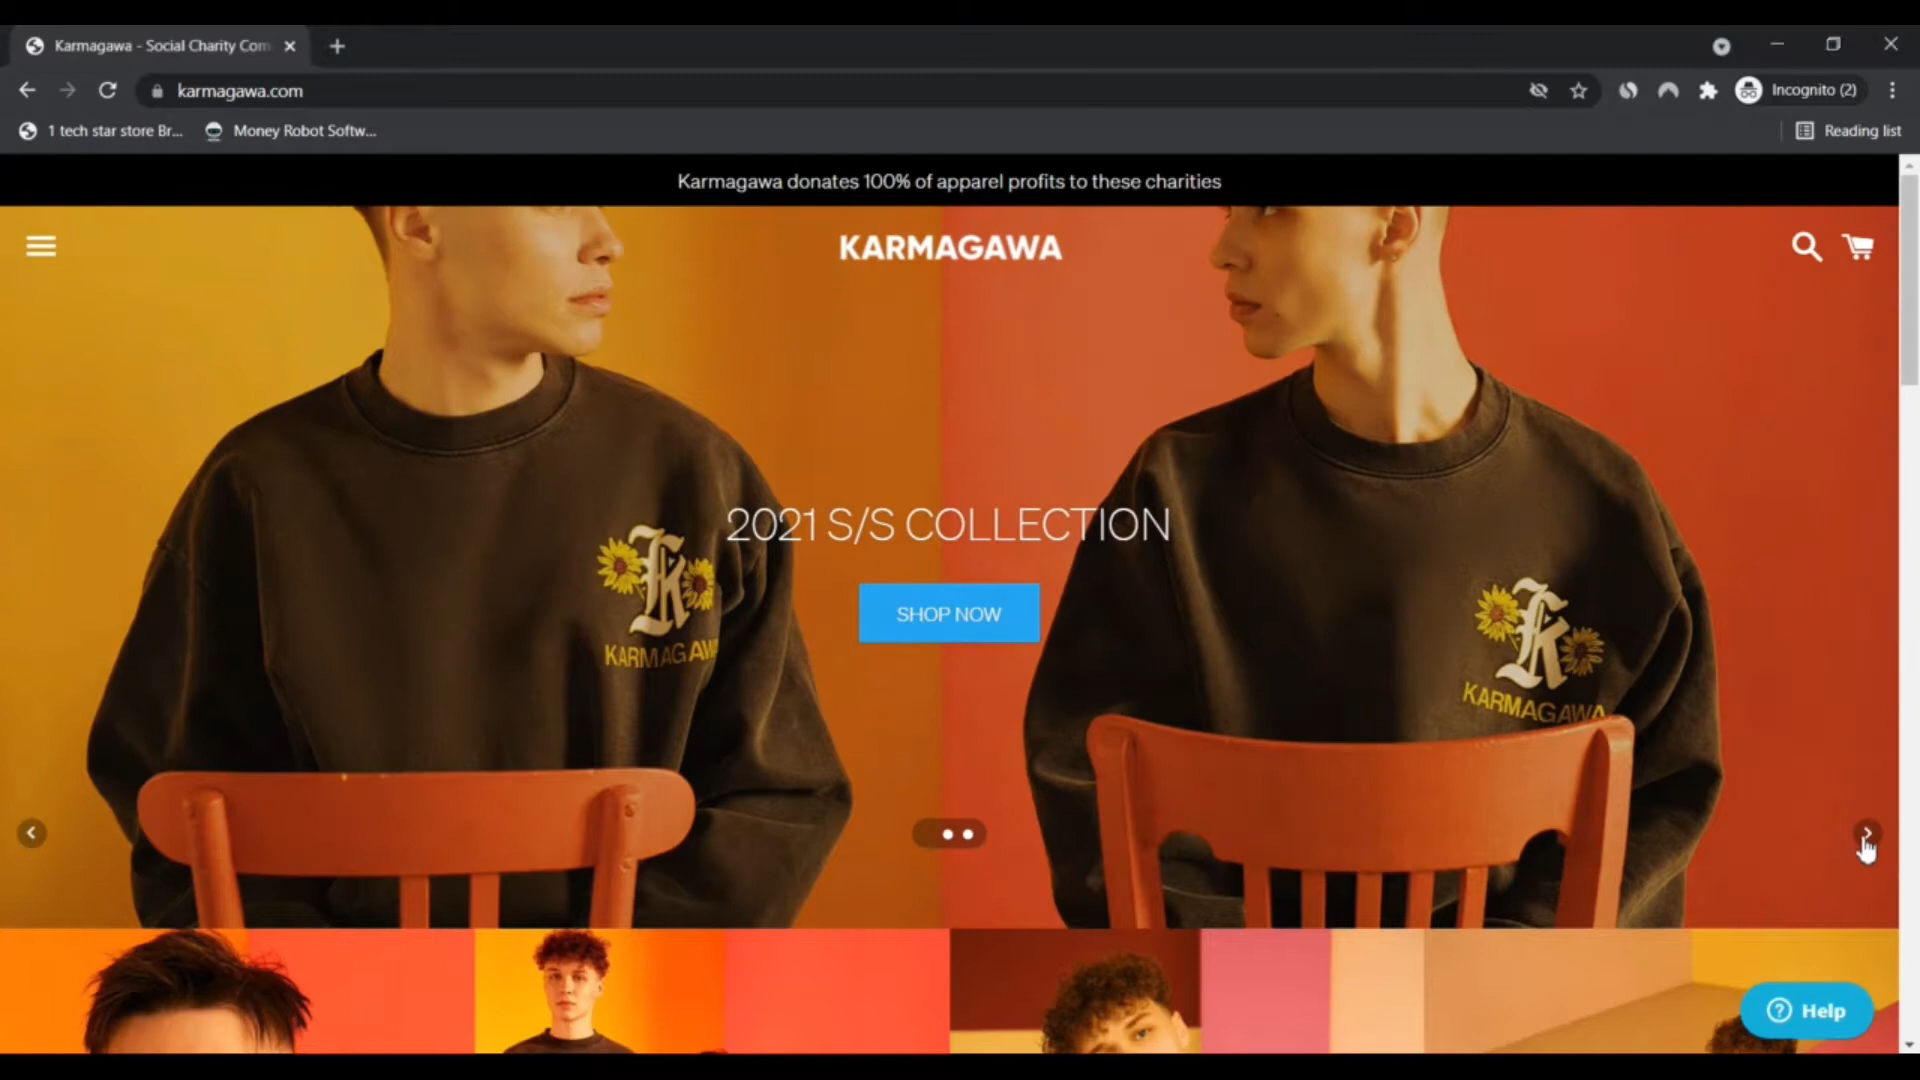 Karmagawa - Social Charity Com
karmagawa.com
Incognito (2)
1 tech star store Br...
Money Robot Softw...
Reading list
Karmagawa donates 100% of apparel profits to these charities
KARMAGAWA
2021 S/S COLLECTION
SHOP NOW
K
KARMAGAW
K
KARMAGAWA
Help